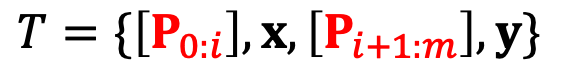 T = {[P₀:ᵢ], x, [Pᵢ₊₁:ₘ], y}